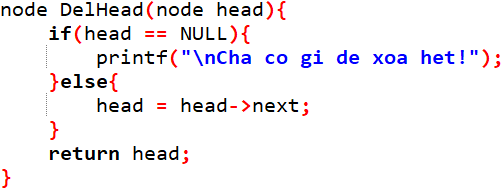 node DelHead(node head){
    if(head == NULL){
        printf("\nCha co gi de xoa het!");
    }else{
        head = head->next;
    }
    return head;
}